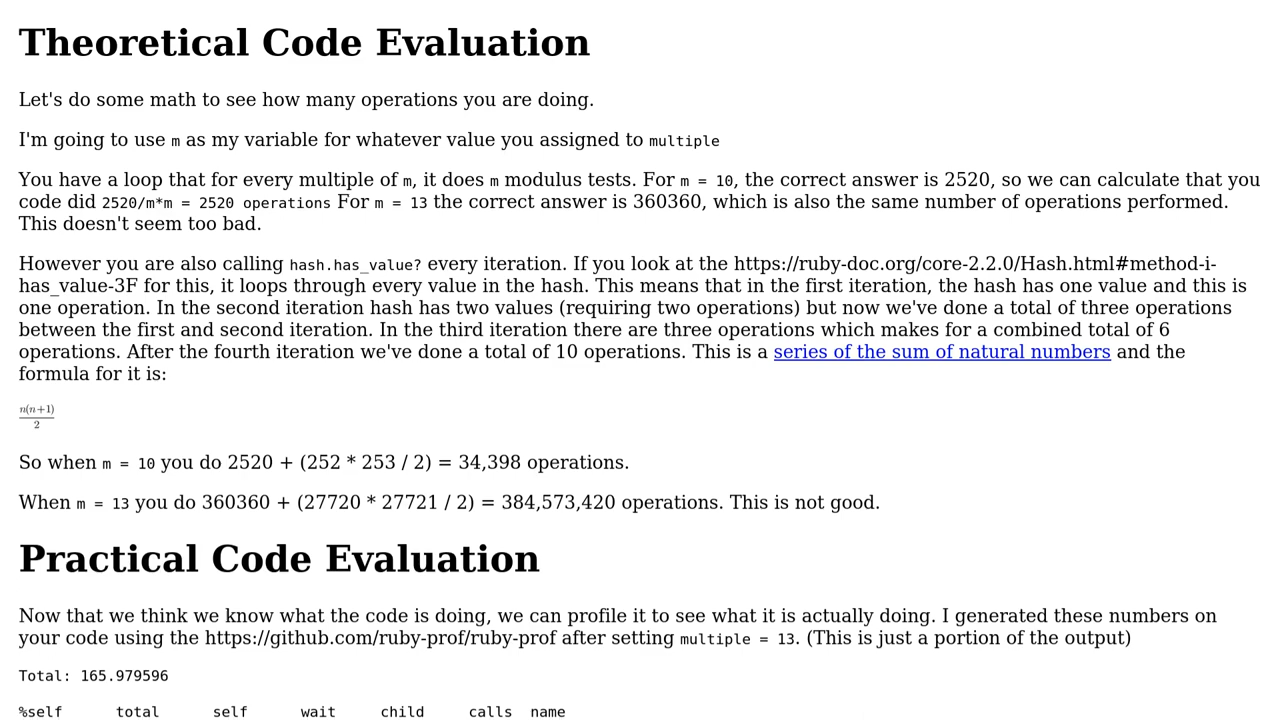 Theoretical Code Evaluation
Let's do some math to see how many operations you are doing.
I'm going to use m as my variable for whatever value you assigned to multiple
You have a loop that for every multiple of m, it does m modulus tests. For m = 10, the correct answer is 2520, so we can calculate that you
code did 2520/m*m = 2520 operations For m = 13 the correct answer is 360360, which is also the same number of operations performed.
This doesn't seem too bad.
However you are also calling hash.has_value? every iteration. If you look at the https://ruby-doc.org/core-2.2.0/Hash.html#method-i-
has_value-3F for this, it loops through every value in the hash. This means that in the first iteration, the hash has one value and this is
one operation. In the second iteration hash has two values (requiring two operations) but now we've done a total of three operations
between the first and second iteration. In the third iteration there are three operations which makes for a combined total of 6
operations. After the fourth iteration we've done a total of 10 operations. This is a series of the sum of natural numbers and the
formula for it is:
n(n+1)
2
So when m = 10 you do 2520 + (252 * 253 / 2) = 34,398 operations.
When m = 13 you do 360360 + (27720 * 27721 / 2) = 384,573,420 operations. This is not good.
Practical Code Evaluation
Now that we think we know what the code is doing, we can profile it to see what it is actually doing. I generated these numbers on
your code using the https://github.com/ruby-prof/ruby-prof after setting multiple = 13. (This is just a portion of the output)
Total: 165.979596
%self total self wait child calls name